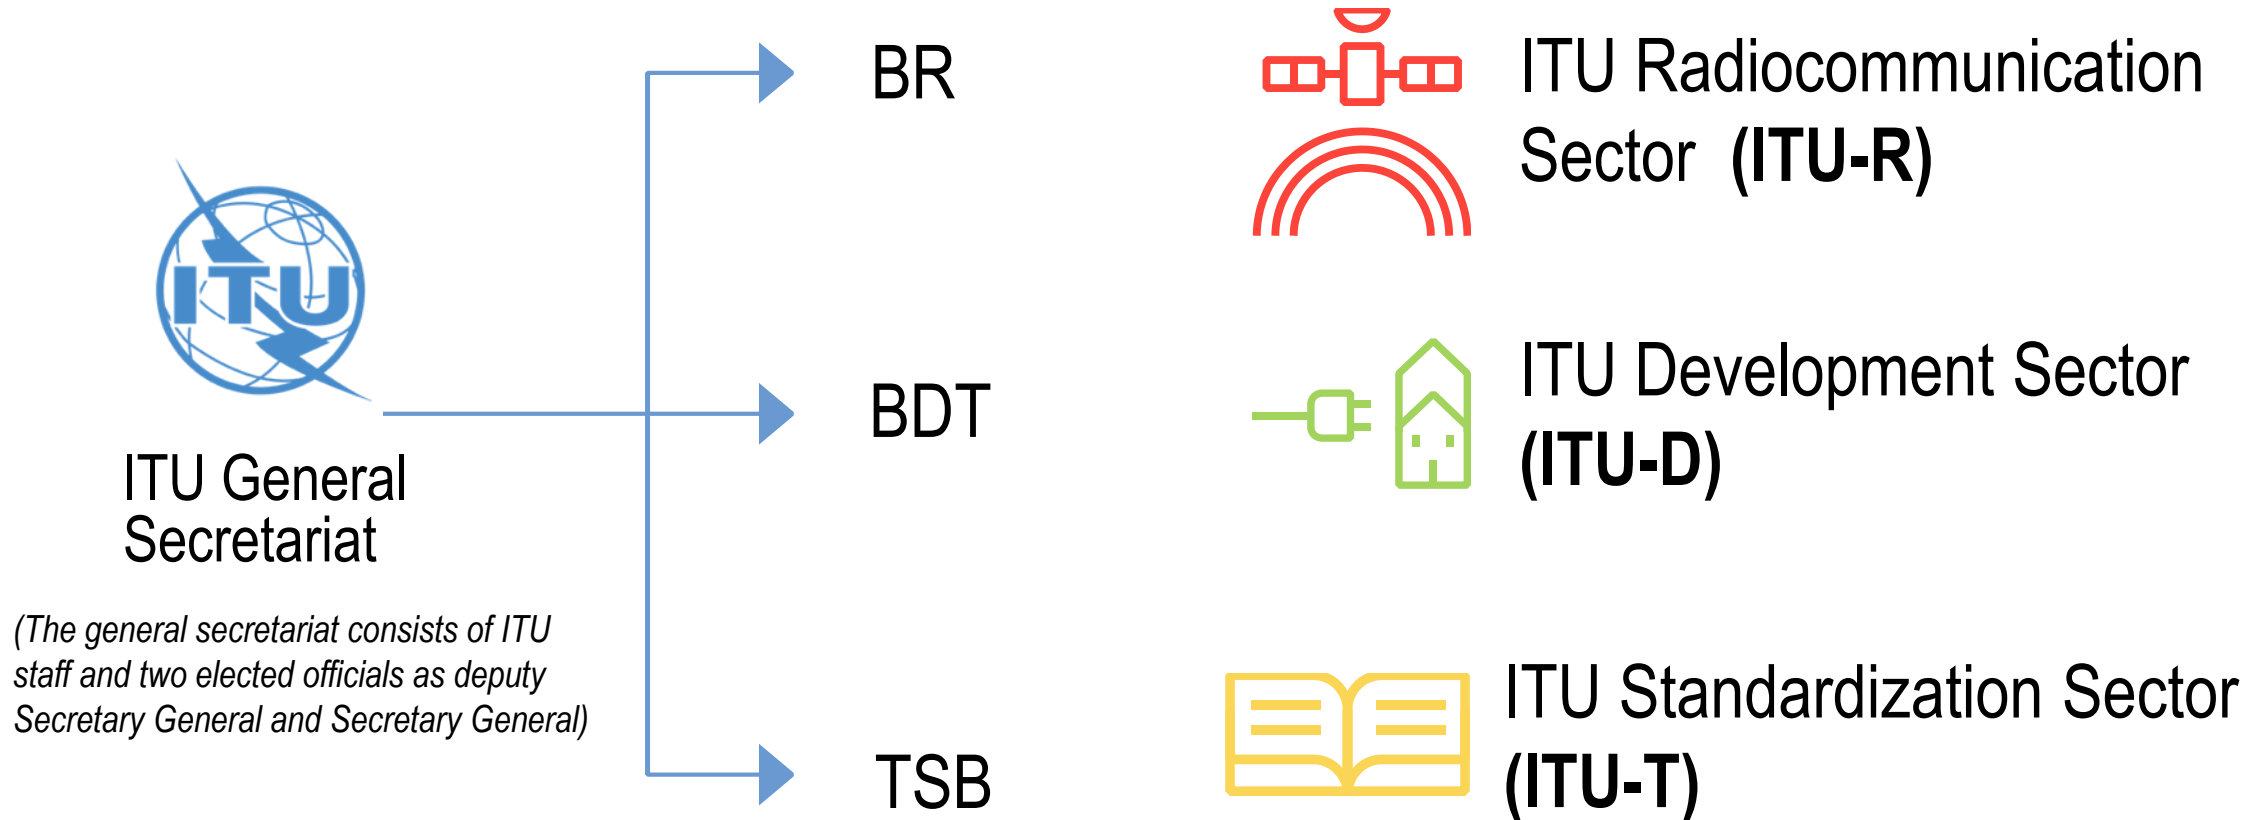 BR
ITU Radiocommunication
Sector (ITU-R)
ITU
ITU General
Secretariat
(The general secretariat consists of ITU
staff and two elected officials as deputy
Secretary General and Secretary General)
BDT
ITU Development Sector
(ITU-D)
TSB
ITU Standardization Sector
(ITU-T)